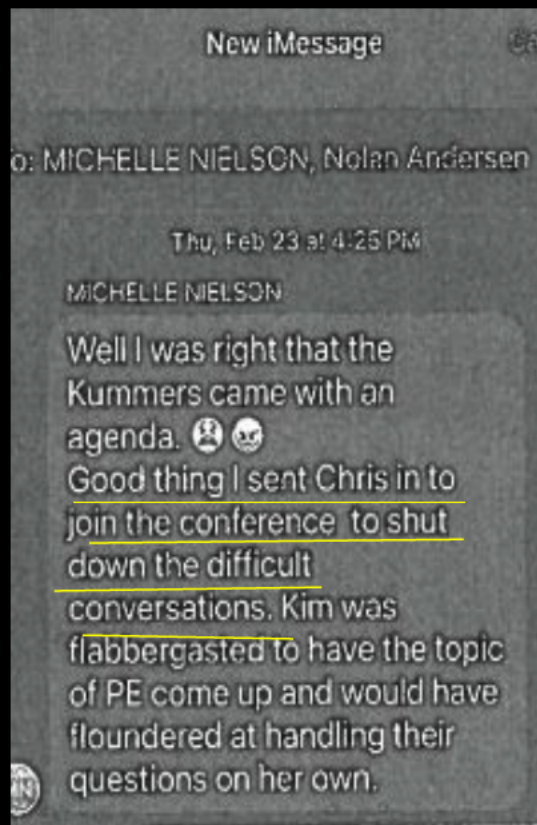 New iMessage
o: MICHELLE NIELSON, Nolan Andersen
Thu, Feb 23 at 4:25 PM
MICHELLE NIELSON
Well I was right that the
Kummers came with an
agenda. 😩😡
Good thing I sent Chris in to
join the conference to shut
down the difficult
conversations. Kim was
flabbergasted to have the topic
of PE come up and would have
floundered at handling their
questions on her own.